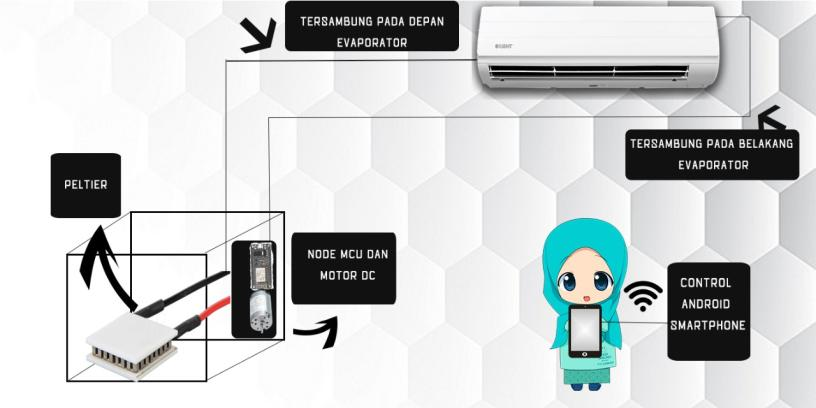 TERSAMBUNG PADA DEPAN
EVAPORATOR
TERSAMBUNG PADA BELAKANG
EVAPORATOR
PELTIER
NODE MCU DAN
MOTOR DC
CONTROL
ANDROID
SMARTPHONE